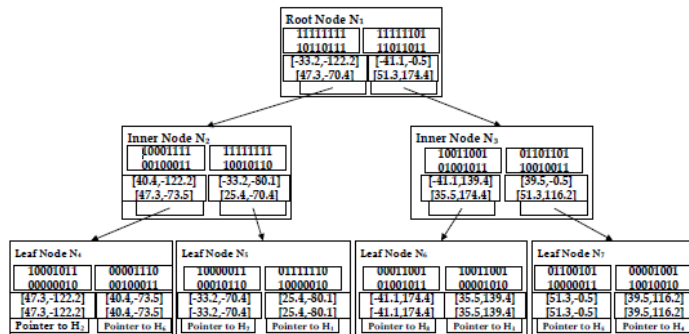 Root Node N₁
11111111 11111101
10110111 11011011
[-33.2,-122.2] [-41.1,-0.5]
[47.3,-70.4] [51.3,174.4]
Inner Node N₂ Inner Node N₃
10001111 11111111 10011001 01101101
00100011 10010110 01001011 10010011
[40.4,-122.2] [-33.2,-80.1] [-41.1,139.4] [39.5,-0.5]
[47.3,-73.5] [25.4,-70.4] [35.5,174.4] [51.3,116.2]
Leaf Node N₄ Leaf Node N₅ Leaf Node N₆ Leaf Node N₇
10001011 00001110 10000011 01111110 00011001 10011001 01100101 00001001
00000010 00100011 00010110 10000010 01001011 00001010 10000011 10010010
[47.3,-122.2] [40.4,-73.5] [-33.2,-70.4] [25.4,-80.1] [-41.1,174.4] [35.5,139.4] [51.3,-0.5] [39.5,116.2]
[47.3,-122.2] [40.4,-73.5] [-33.2,-70.4] [25.4,-80.1] [-41.1,174.4] [35.5,139.4] [51.3,-0.5] [39.5,116.2]
Pointer to Pointer to Pointer to Pointer to Pointer to Pointer to Pointer to Pointer to